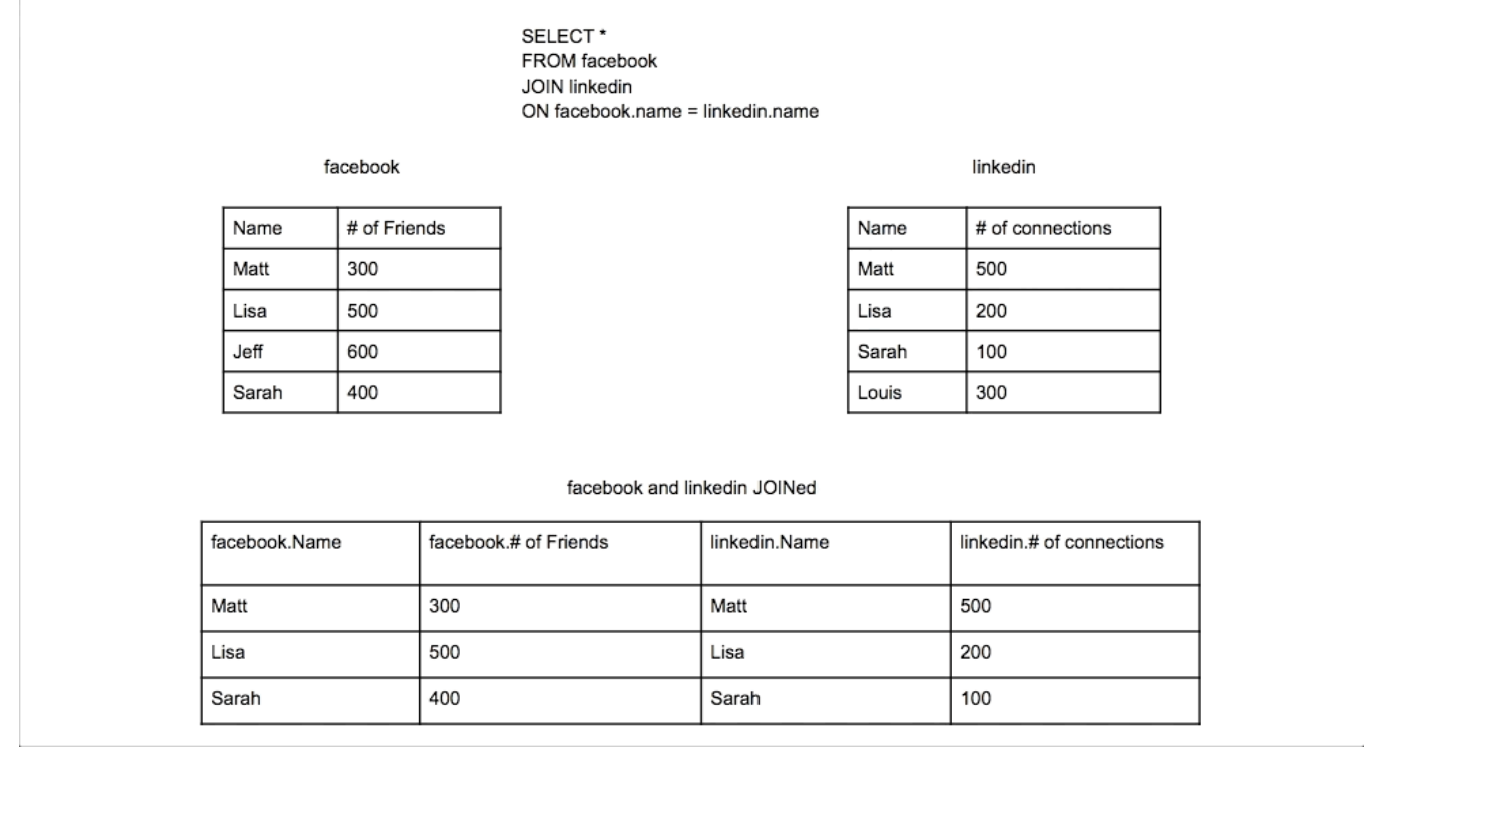 SELECT *
FROM facebook
JOIN linkedin
ON facebook.name = linkedin.name
facebook
Name # of Friends
Matt 300
Lisa 500
Jeff 600
Sarah 400
linkedin
Name # of connections
Matt 500
Lisa 200
Sarah 100
Louis 300
facebook and linkedin JOINed
facebook.Name facebook.# of Friends linkedin.Name linkedin.# of connections
Matt 300 Matt 500
Lisa 500 Lisa 200
Sarah 400 Sarah 100